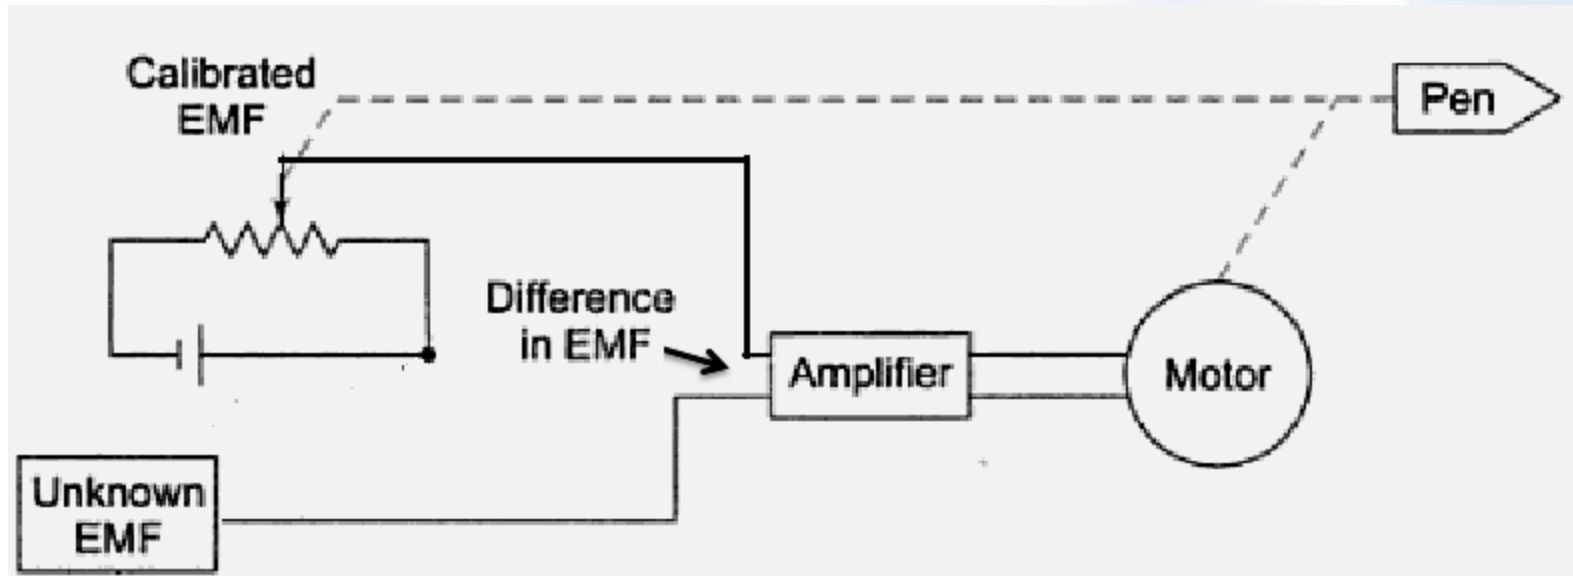 Calibrated
EMF
Pen
Difference
in EMF
Amplifier
Motor
Unknown
EMF